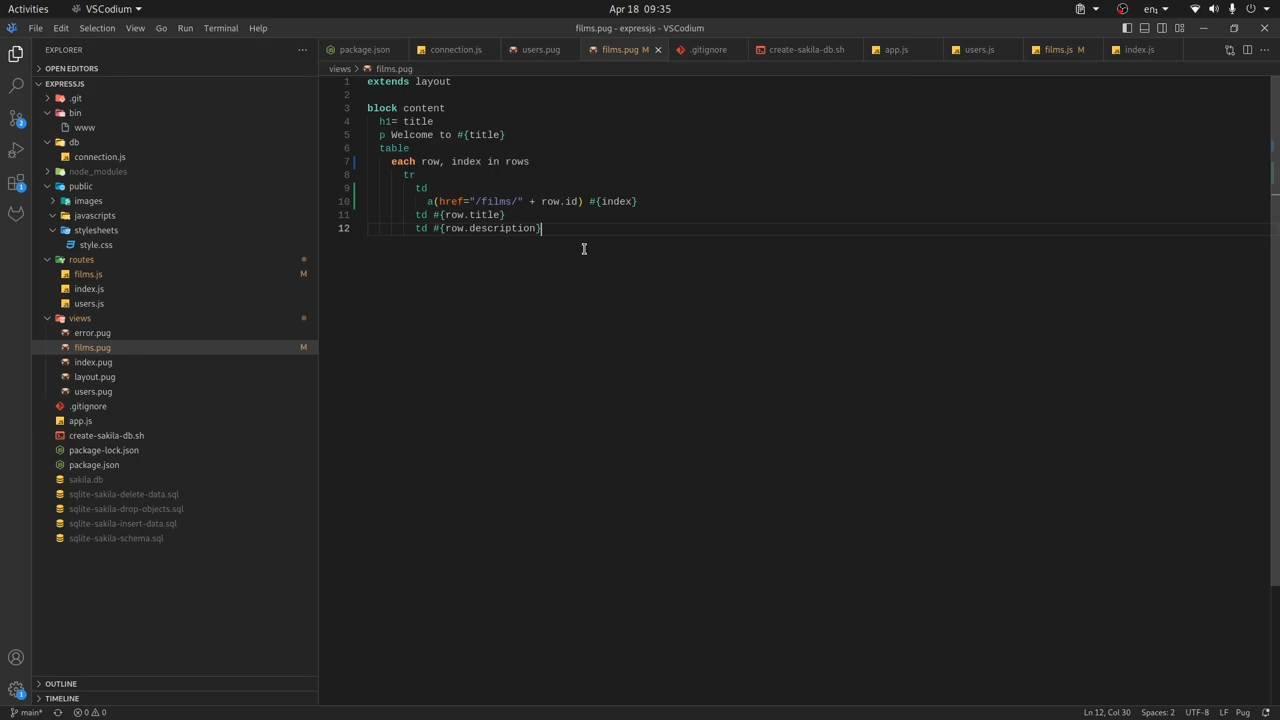 Activities
VSCodium
Apr 18 09:35
en₁
File Edit Selection View Go Run Terminal Help
films.pug - expressjs - VSCodium
EXPLORER
OPEN EDITORS
EXPRESSJS
.git
bin
www
db
connection.js
node_modules
public
images
javascripts
stylesheets
style.css
routes
films.js M
index.js
users.js
views
error.pug
films.pug M
index.pug
layout.pug
users.pug
.gitignore
app.js
create-sakila-db.sh
package-lock.json
package.json
sakila.db
sqlite-sakila-delete-data.sql
sqlite-sakila-drop-objects.sql
sqlite-sakila-insert-data.sql
sqlite-sakila-schema.sql
OUTLINE
TIMELINE
2
1
1
package.json connection.js users.pug films.pug M .gitignore create-sakila-db.sh app.js users.js films.js M index.js
views films.pug
1 extends layout
2
3 block content
4 h1= title
5 p Welcome to #{title}
6 table
7 each row, index in rows
8 tr
9 td
10 a(href="/films/" + row.id) #{index}
11 td #{row.title}
12 td #{row.description}
main* 0 0 Ln 12, Col 30 Spaces: 2 UTF-8 LF Pug